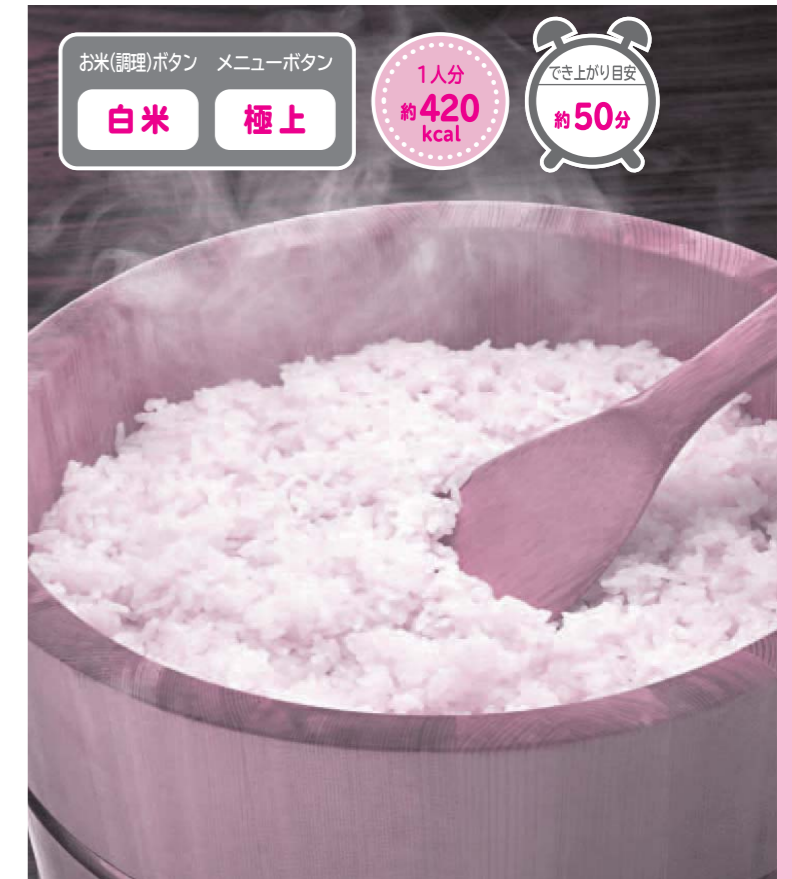 お米(調理)ボタン
メニューボタン
白米
極上
1人分
約420
kcal
でき上がり目安
約50分